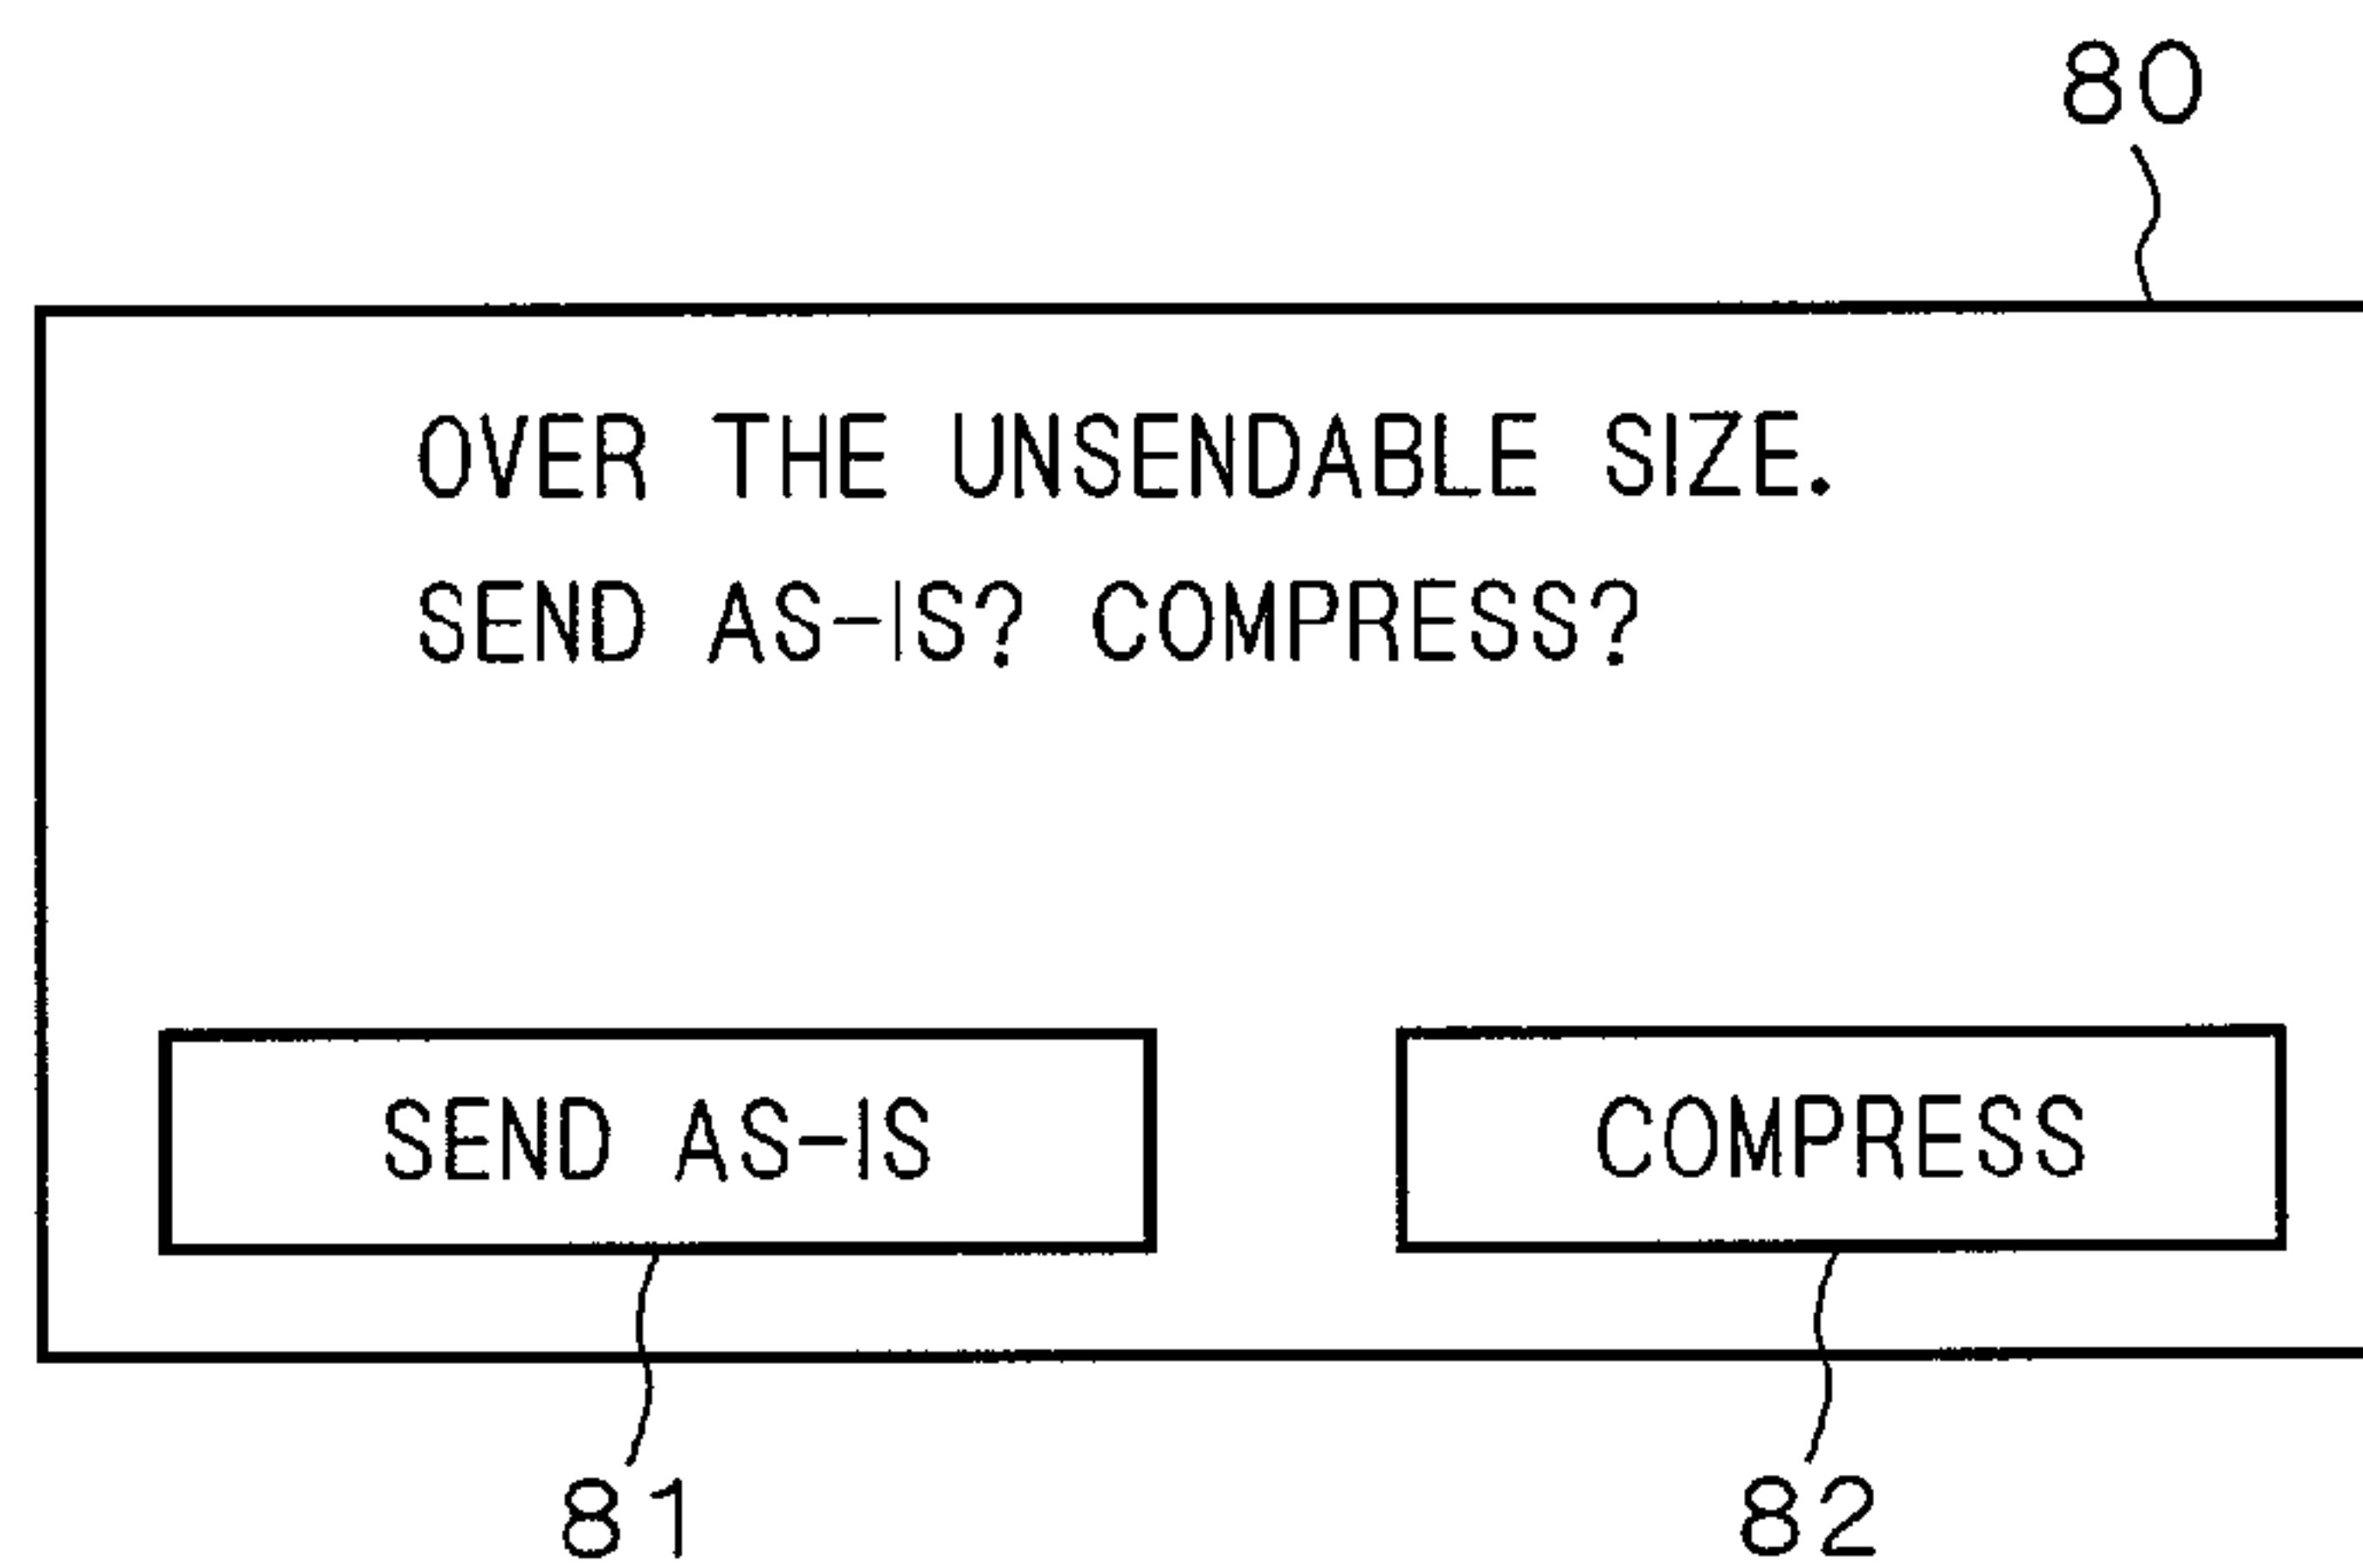 80
OVER THE UNSENDABLE SIZE.
SEND AS-IS? COMPRESS?
SEND AS-IS
COMPRESS
81
82